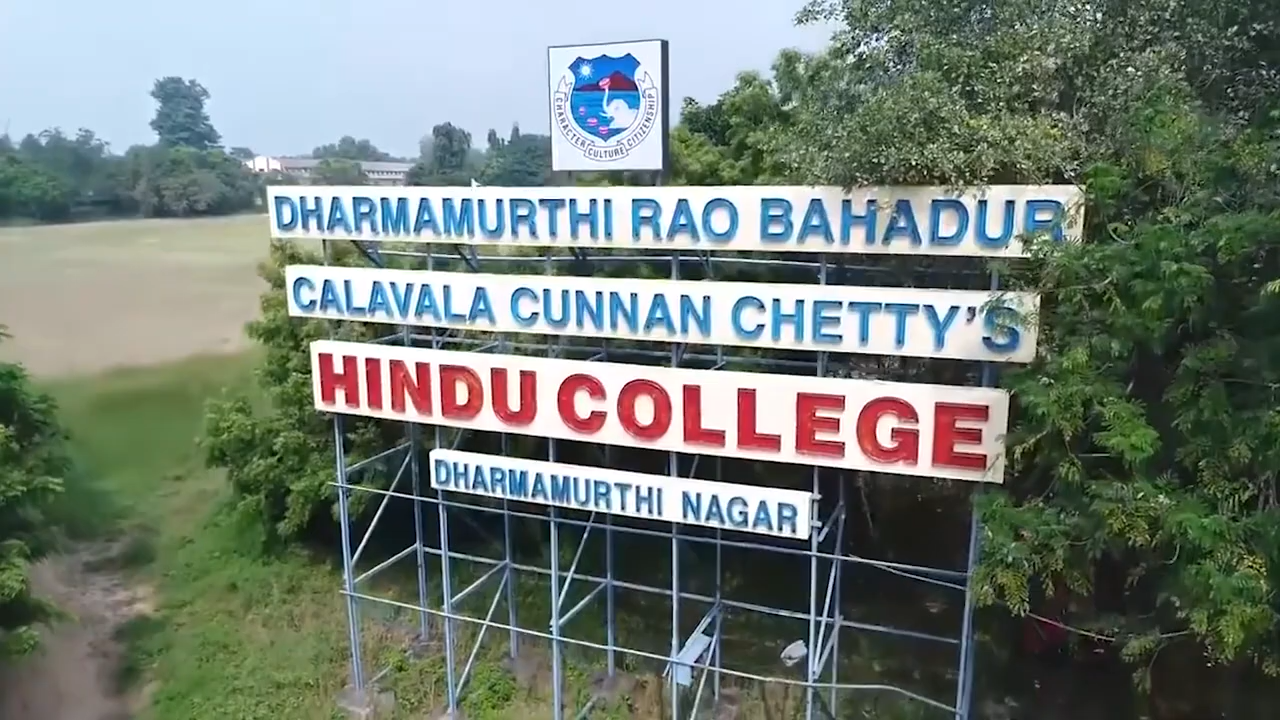 CHARACTER CULTURE CITIZENSHIP
DHARMAMURTHI RAO BAHADUR
CALAVALA CUNNAN CHETTY'S
HINDU COLLEGE
DHARMAMURTHI NAGAR